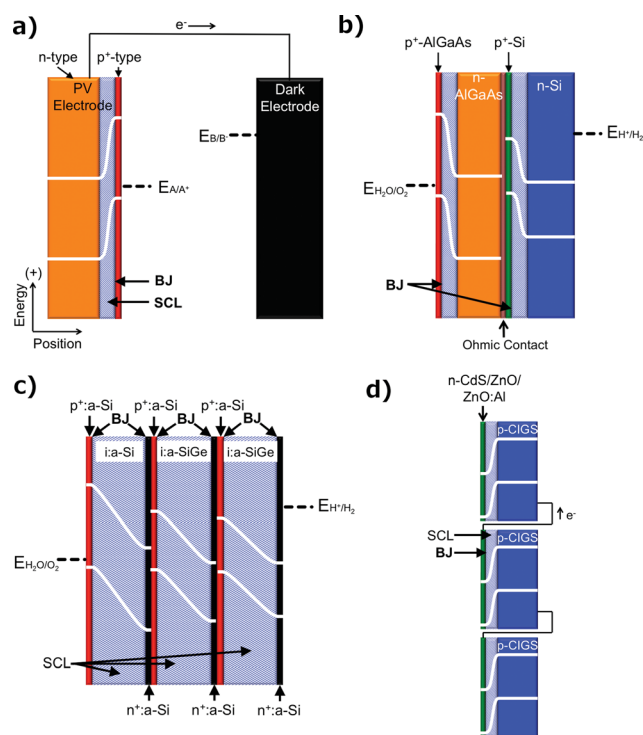 a)
e⁻ →
n-type
p⁺-type
PV
Electrode
Dark
Electrode
E_B/B⁻
E_A/A⁺
(+)
Energy
Position
BJ
SCL
b)
p⁺-AlGaAs
p⁺-Si
n-
AlGaAs
n-Si
E_H⁺/H₂
E_H₂O/O₂
BJ
Ohmic Contact
c)
p⁺:a-Si p⁺:a-Si p⁺:a-Si
BJ BJ BJ
i:a-Si i:a-SiGe i:a-SiGe
E_H⁺/H₂
E_H₂O/O₂
SCL
n⁺:a-Si n⁺:a-Si n⁺:a-Si
d)
n-CdS/ZnO/
ZnO:Al
p-CIGS
↑ e⁻
SCL
BJ
p-CIGS
p-CIGS